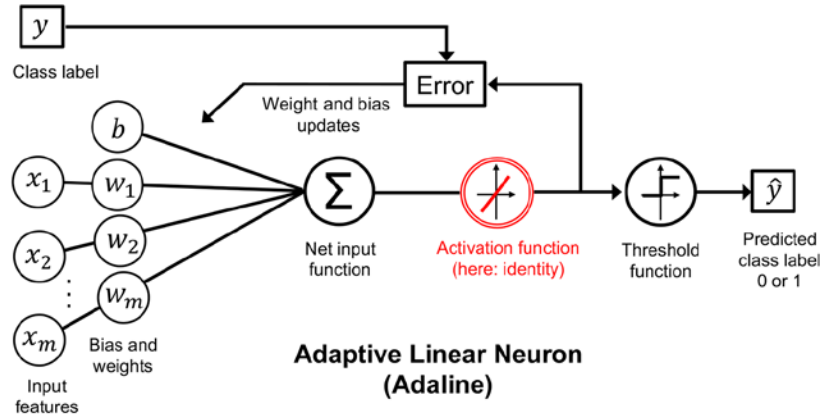 y
Class label
Error
Weight and bias
updates
b
x₁
w₁
x₂
w₂
⋮
xₘ
wₘ
Input
features
Bias and
weights
Σ
Net input
function
Activation function
(here: identity)
Threshold
function
ŷ
Predicted
class label
0 or 1
Adaptive Linear Neuron
(Adaline)